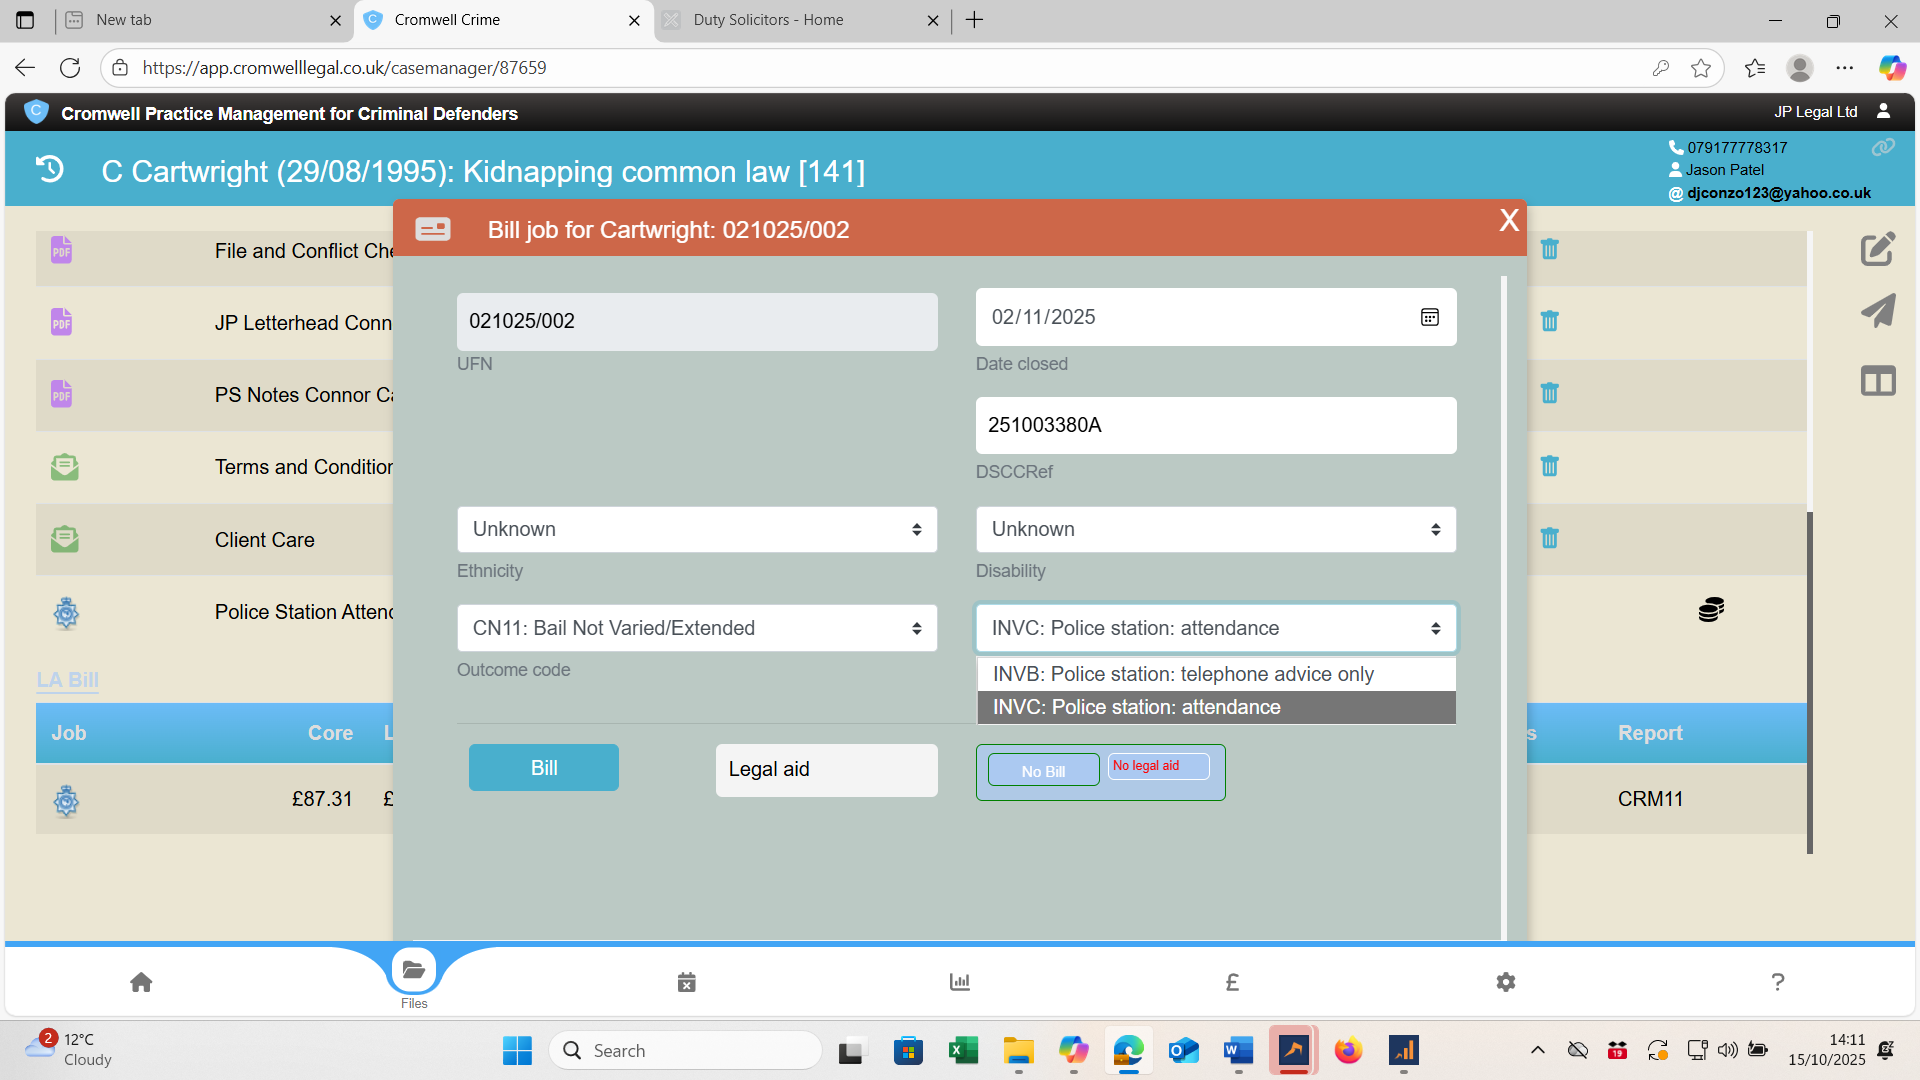 New tab
Cromwell Crime
Duty Solicitors - Home
https://app.cromwelllegal.co.uk/casemanager/87659
Cromwell Practice Management for Criminal Defenders
JP Legal Ltd
C Cartwright (29/08/1995): Kidnapping common law [141]
079177778317
Jason Patel
@ djconzo123@yahoo.co.uk
Bill job for Cartwright: 021025/002
X
PDF
File and Conflict Che
PDF
JP Letterhead Conn
PDF
PS Notes Connor Ca
Terms and Condition
Client Care
Police Station Attend
LA Bill
Job
Core
L
s
Report
£87.31
£
CRM11
021025/002
UFN
02/11/2025
Date closed
251003380A
DSCCRef
Unknown
Ethnicity
Unknown
Disability
CN11: Bail Not Varied/Extended
Outcome code
INVC: Police station: attendance
INVB: Police station: telephone advice only
INVC: Police station: attendance
Bill
Legal aid
No Bill
No legal aid
Files
£
?
2
12°C
Cloudy
Search
19
14:11
15/10/2025